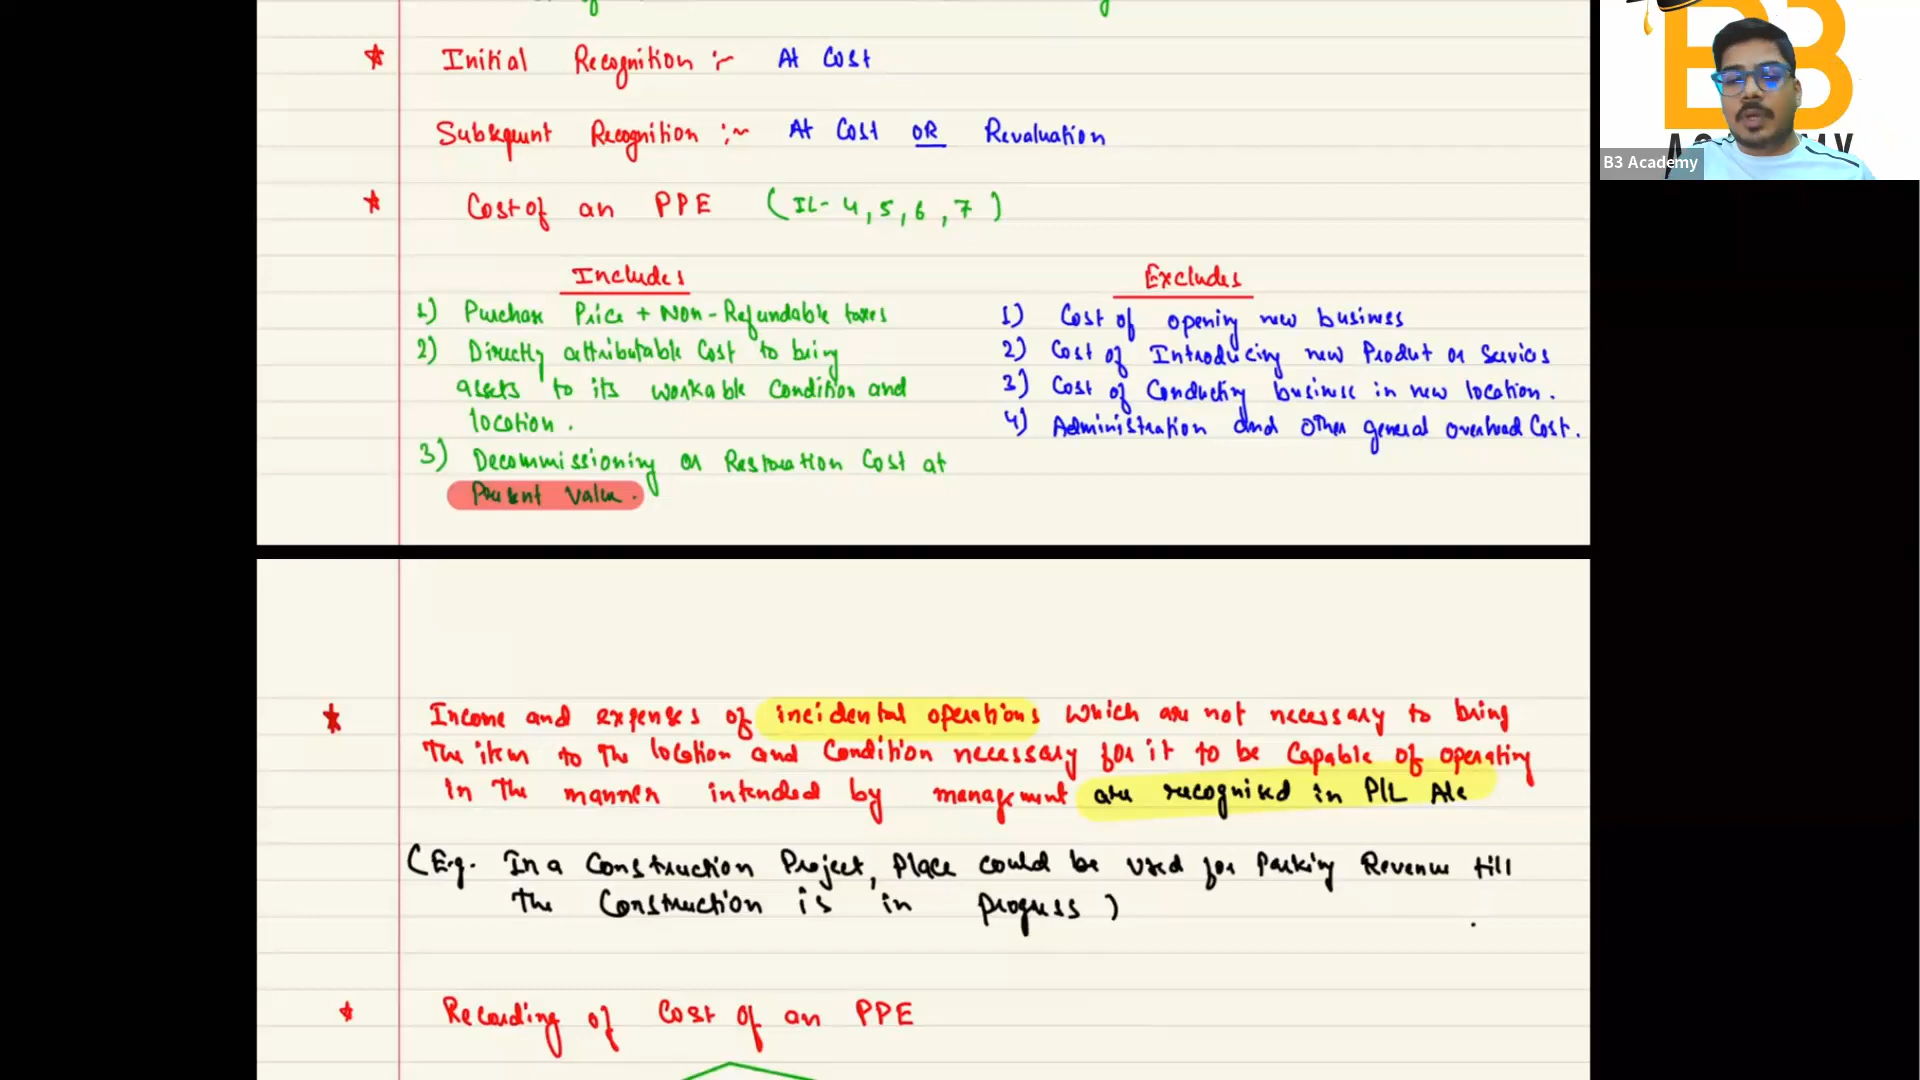 Initial Recognition :- At Cost
Subsequent Recognition :- At Cost OR Revaluation
Cost of an PPE (IL- 4, 5, 6, 7)
Includes
1) Purchase Price + Non-Refundable taxes
2) Directly attributable Cost to being
assets to its workable Condition and
location.
3) Decommissioning or Restoration Cost at
Present Value.
Excludes
1) Cost of opening new business
2) Cost of Introducing new Product or Services
3) Cost of Conducting business in new location.
4) Administration and other general overhead Cost.
Income and expenses of incidental operations which are not necessary to bring
the item to the location and Condition necessary for it to be Capable of operating
in the manner intended by management are recognised in P/L A/c
(E.g. In a Construction Project, Place could be used for Parking Revenue till
the Construction is in progress)
Recording of Cost of an PPE
B3
B3 Academy